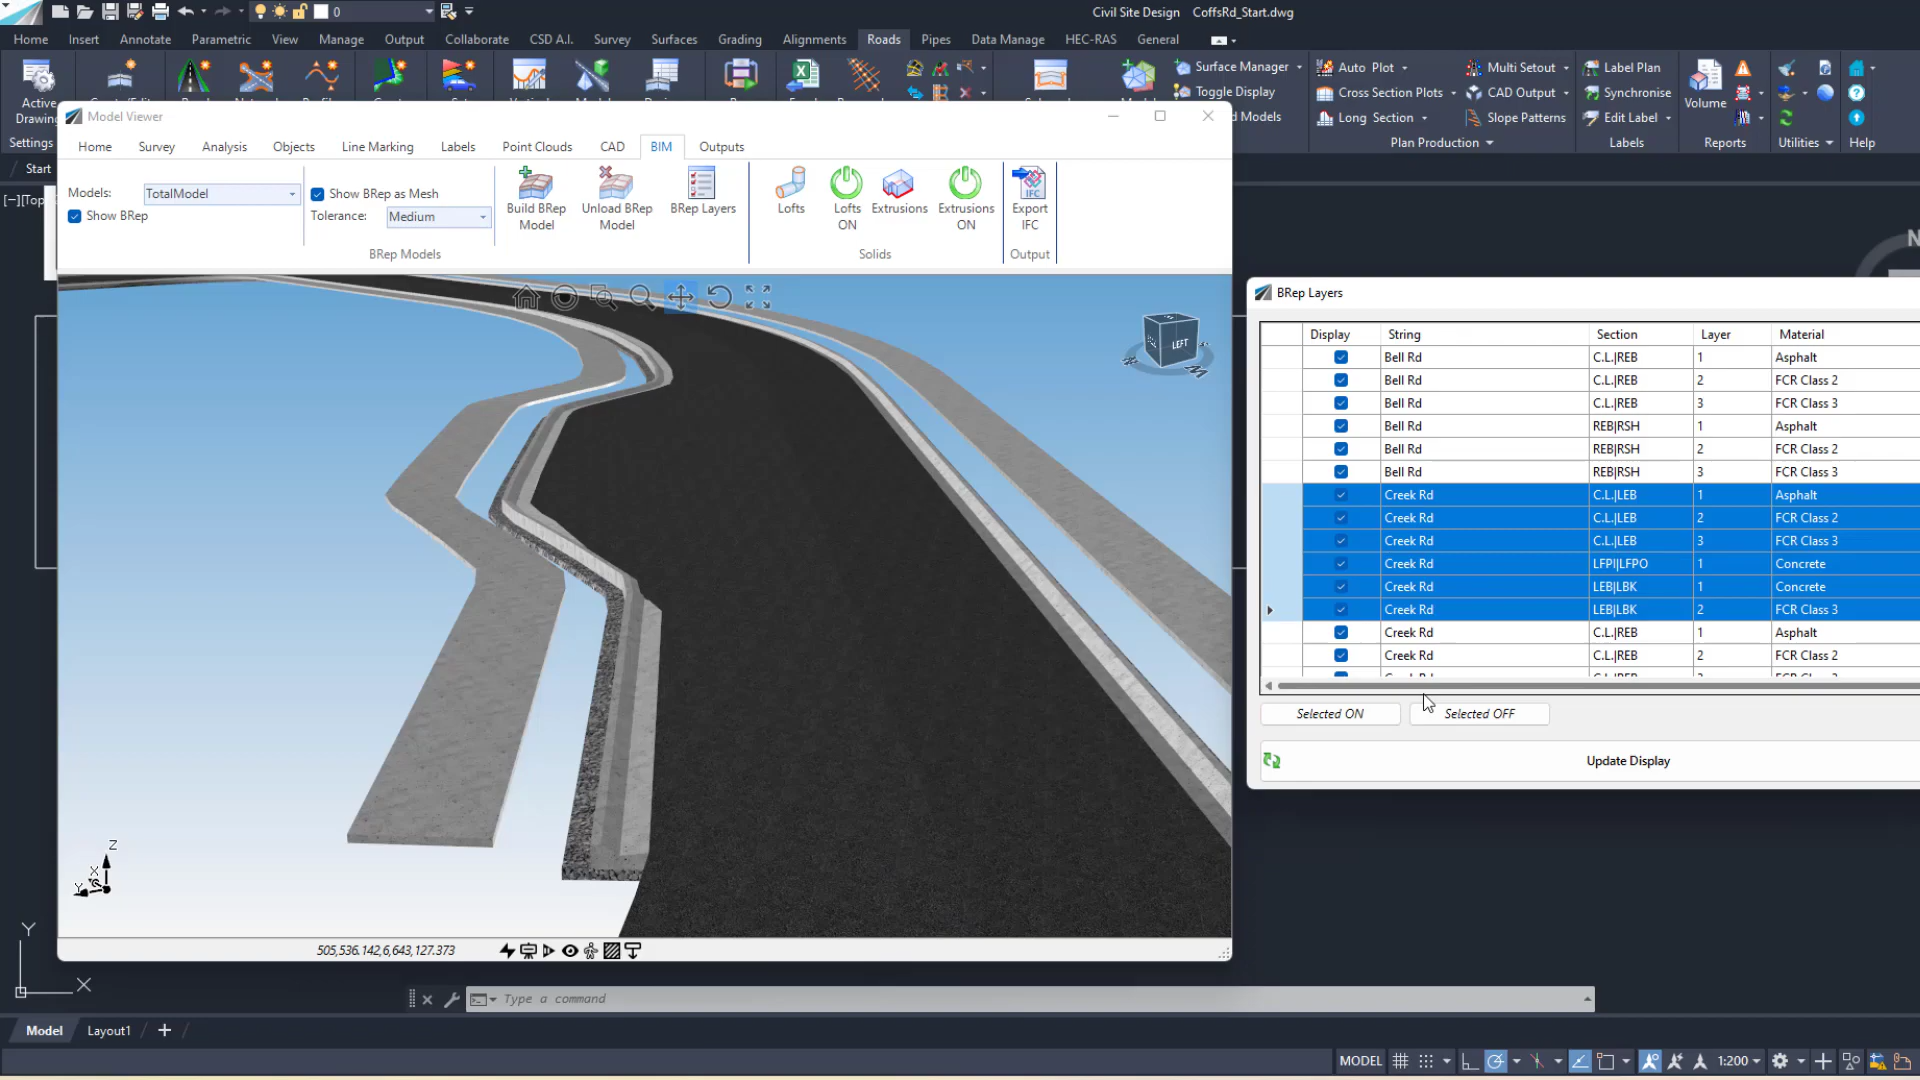 0
Civil Site Design CoffsRd_Start.dwg
Home Insert Annotate Parametric View Manage Output Collaborate CSD A.I. Survey Surfaces Grading Alignments Roads Pipes Data Manage HEC-RAS General
Active
Drawing
Settings
Surface Manager
Toggle Display
d Models
Auto Plot
Cross Section Plots
Long Section
Multi Setout
CAD Output
Slope Patterns
Plan Production
Label Plan
Synchronise
Edit Label
Labels
Volume
Reports
Utilities
Help
Start
[−][Top
Model Viewer
Home Survey Analysis Objects Line Marking Labels Point Clouds CAD BIM Outputs
Models: TotalModel
Show BRep
Show BRep as Mesh
Tolerance: Medium
BRep Models
Build BRep
Model
Unload BRep
Model
BRep Layers
Lofts
Lofts
ON
Extrusions
Extrusions
ON
Solids
IFC
Export
IFC
Output
LEFT
N
BRep Layers
Display String Section Layer Material
Bell Rd C.L.|REB 1 Asphalt
Bell Rd C.L.|REB 2 FCR Class 2
Bell Rd C.L.|REB 3 FCR Class 3
Bell Rd REB|RSH 1 Asphalt
Bell Rd REB|RSH 2 FCR Class 2
Bell Rd REB|RSH 3 FCR Class 3
Creek Rd C.L.|LEB 1 Asphalt
Creek Rd C.L.|LEB 2 FCR Class 2
Creek Rd C.L.|LEB 3 FCR Class 3
Creek Rd LFPI|LFPO 1 Concrete
Creek Rd LEB|LBK 1 Concrete
Creek Rd LEB|LBK 2 FCR Class 3
Creek Rd C.L.|REB 1 Asphalt
Creek Rd C.L.|REB 2 FCR Class 2
Selected ON Selected OFF
Update Display
Z
X
Y
505,536.142,6,643,127.373
Y
X
Type a command
Model Layout1
MODEL 1:200